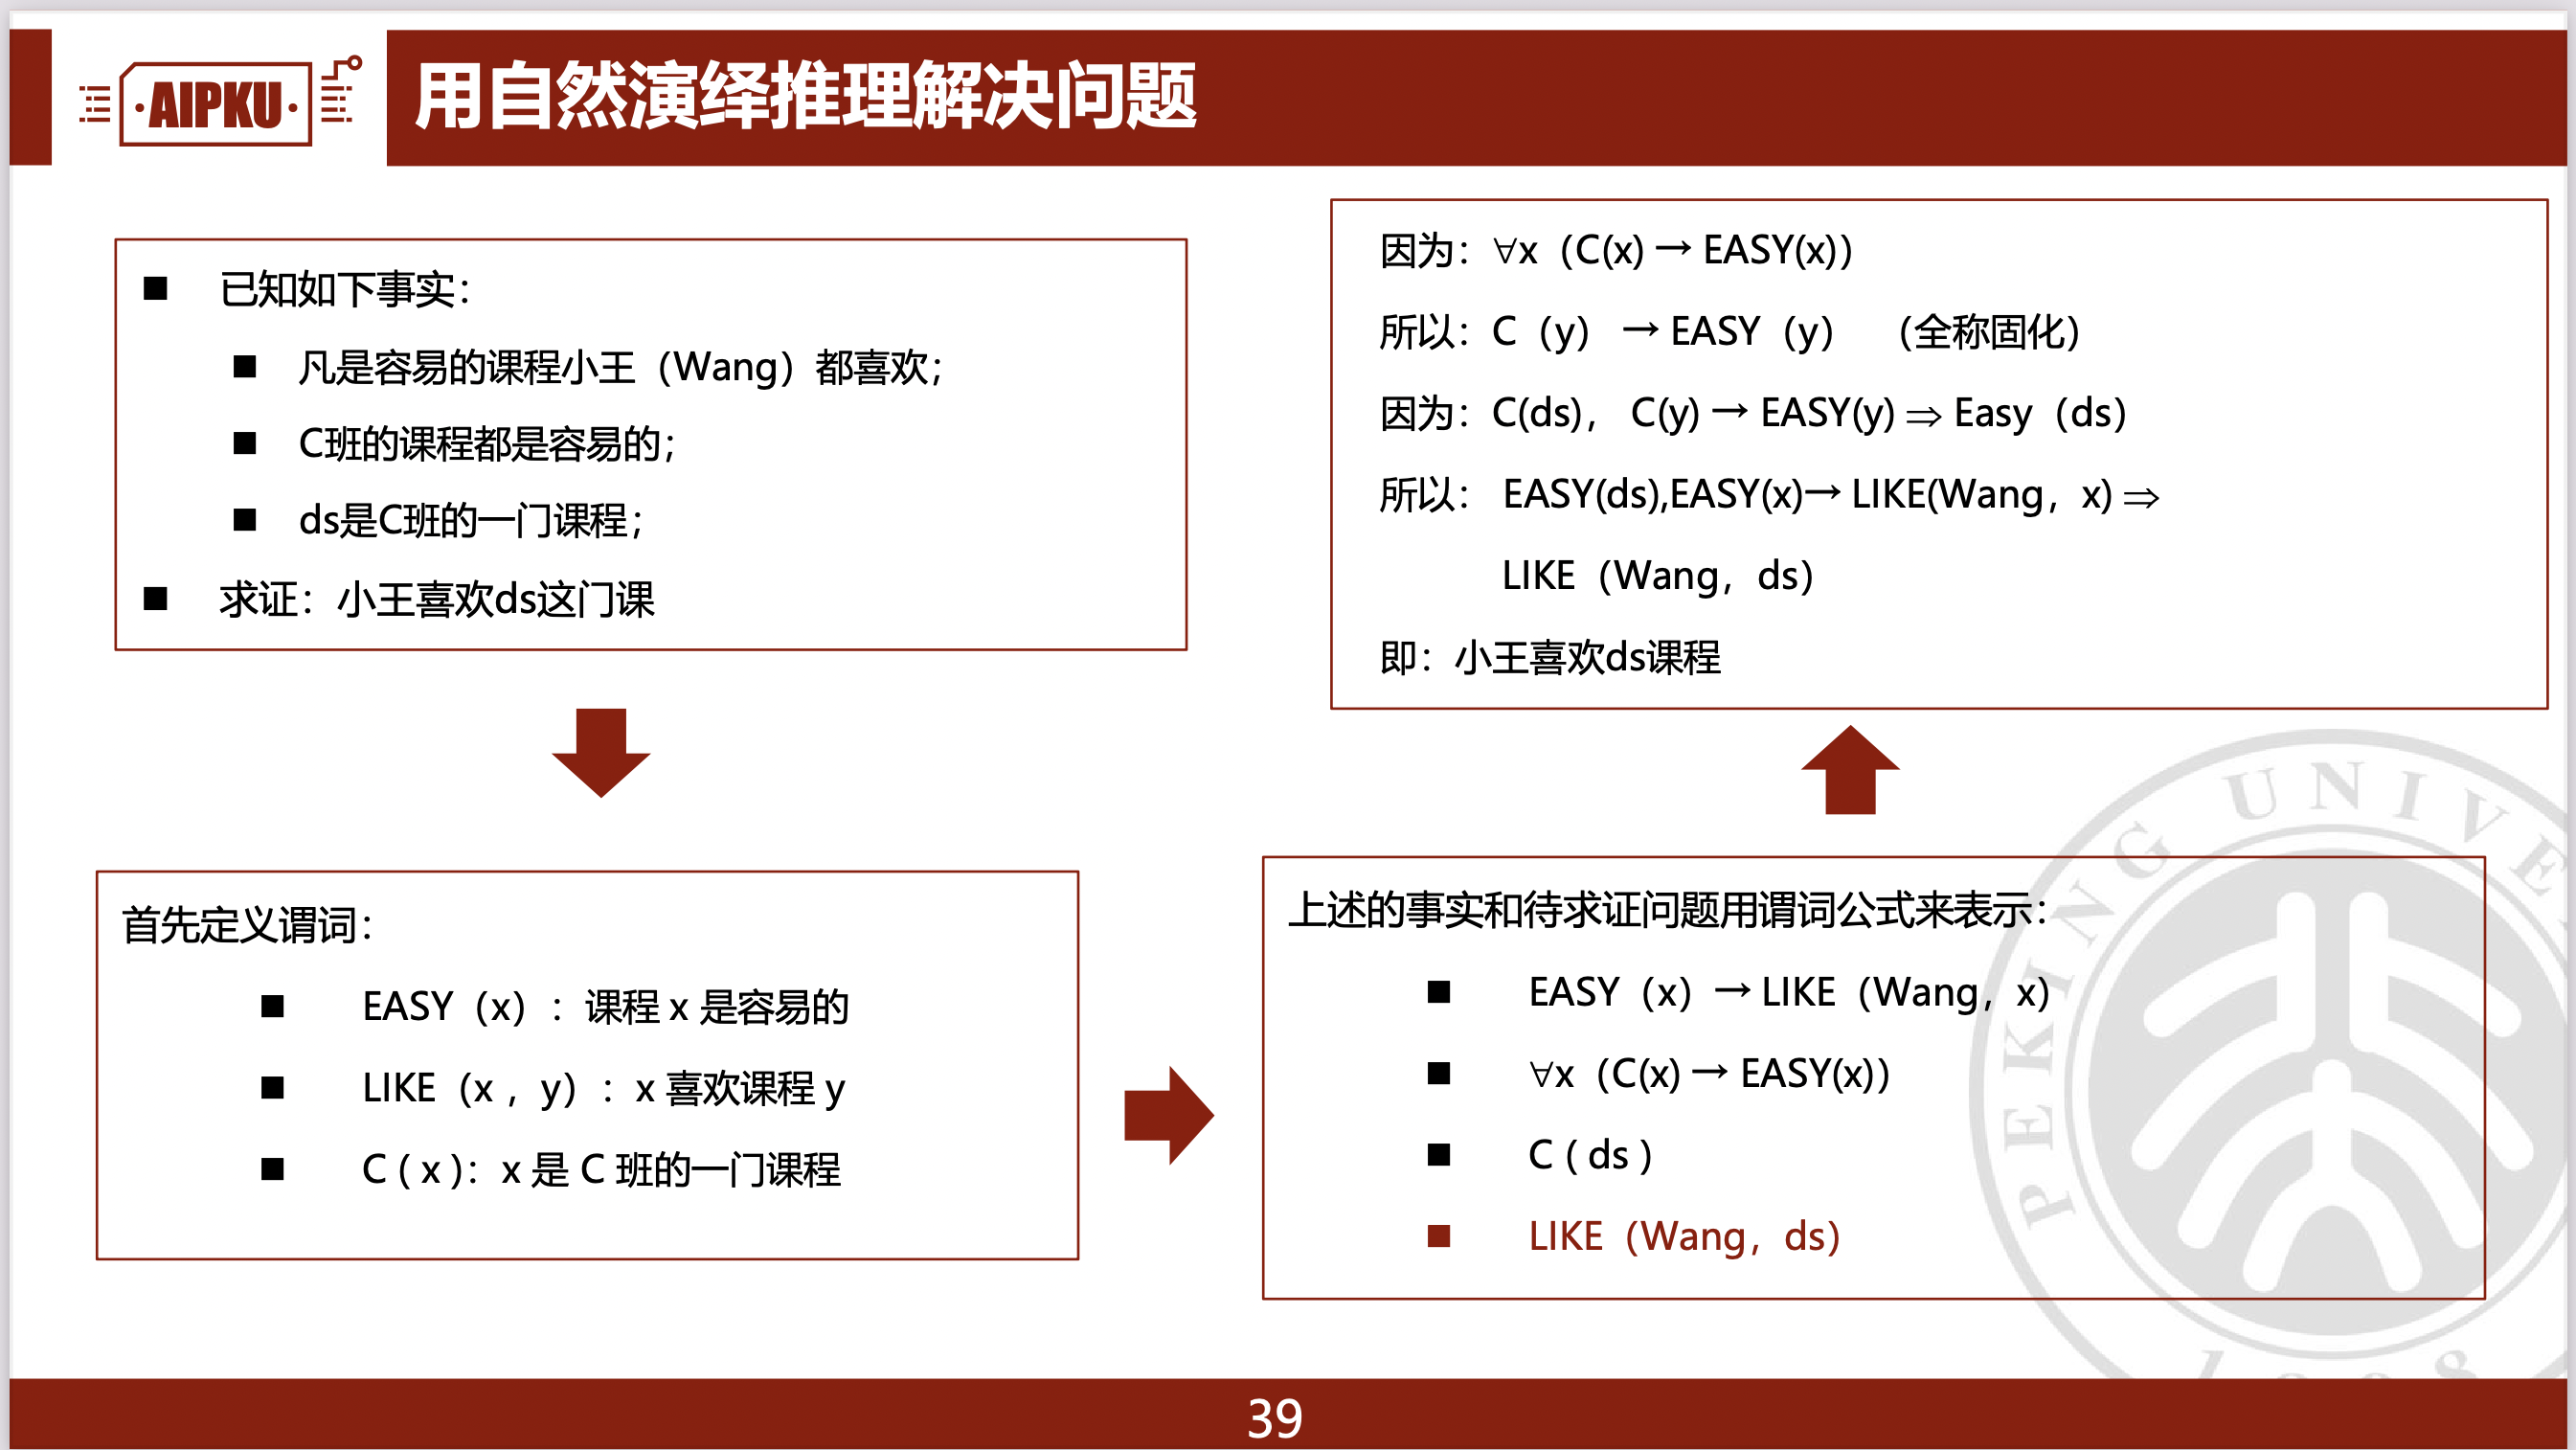 AIPKU
用自然演绎推理解决问题
已知如下事实：
凡是容易的课程小王（Wang）都喜欢；
C班的课程都是容易的；
ds是C班的一门课程；
求证：小王喜欢ds这门课
首先定义谓词：
EASY（x）：课程 x 是容易的
LIKE（x，y）：x 喜欢课程 y
C ( x )：x 是 C 班的一门课程
上述的事实和待求证问题用谓词公式来表示：
EASY（x）→ LIKE（Wang，x）
∀x（C(x) → EASY(x)）
C ( ds )
LIKE（Wang，ds）
因为：∀x（C(x) → EASY(x)）
所以：C（y） → EASY（y） （全称固化）
因为：C(ds)， C(y) → EASY(y) ⇒ Easy（ds）
所以： EASY(ds),EASY(x)→ LIKE(Wang，x) ⇒
LIKE（Wang，ds）
即：小王喜欢ds课程
PEKING UNIVE
39